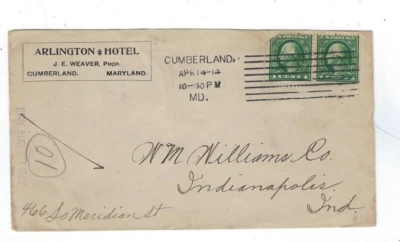 ARLINGTON HOTEL
J. E. WEAVER, PROP.
CUMBERLAND. MARYLAND.
CUMBERLAND,
APR 14-14
10-30 PM
MD.
10
Wm Williams Co.
Indianapolis.
Ind.
466 So Meridian St